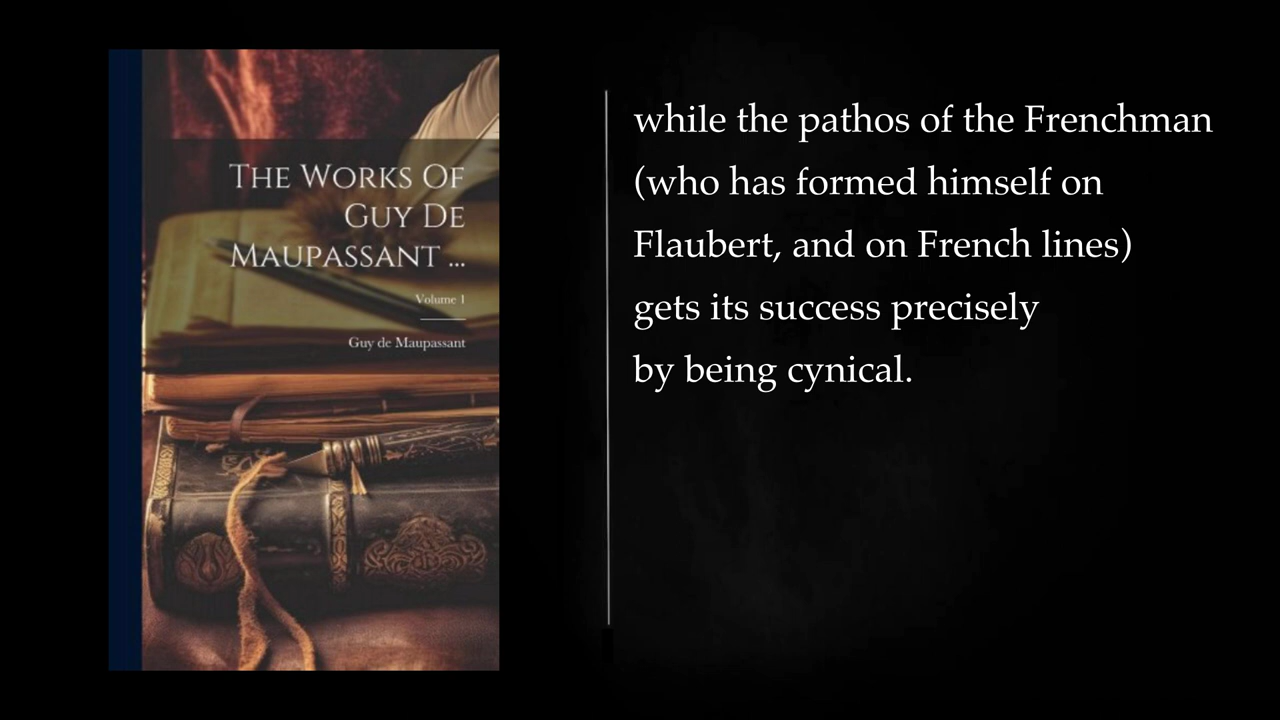 The Works Of
Guy De
Maupassant ...
Volume 1
Guy de Maupassant
while the pathos of the Frenchman
(who has formed himself on
Flaubert, and on French lines)
gets its success precisely
by being cynical.